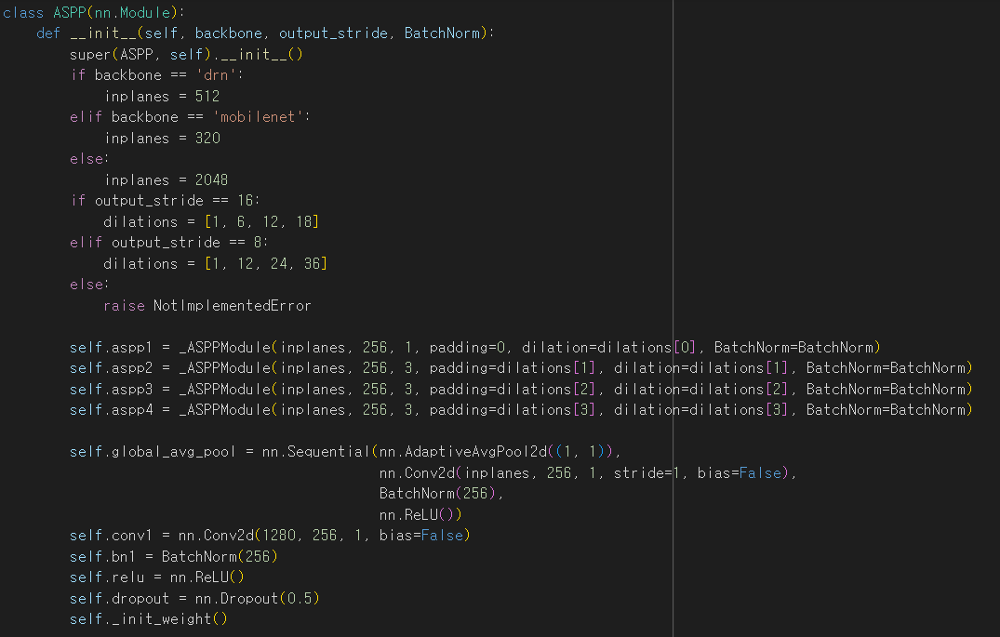 class ASPP(nn.Module):
    def __init__(self, backbone, output_stride, BatchNorm):
        super(ASPP, self).__init__()
        if backbone == 'drn':
            inplanes = 512
        elif backbone == 'mobilenet':
            inplanes = 320
        else:
            inplanes = 2048
        if output_stride == 16:
            dilations = [1, 6, 12, 18]
        elif output_stride == 8:
            dilations = [1, 12, 24, 36]
        else:
            raise NotImplementedError

        self.aspp1 = _ASPPModule(inplanes, 256, 1, padding=0, dilation=dilations[0], BatchNorm=BatchNorm)
        self.aspp2 = _ASPPModule(inplanes, 256, 3, padding=dilations[1], dilation=dilations[1], BatchNorm=BatchNorm)
        self.aspp3 = _ASPPModule(inplanes, 256, 3, padding=dilations[2], dilation=dilations[2], BatchNorm=BatchNorm)
        self.aspp4 = _ASPPModule(inplanes, 256, 3, padding=dilations[3], dilation=dilations[3], BatchNorm=BatchNorm)

        self.global_avg_pool = nn.Sequential(nn.AdaptiveAvgPool2d((1, 1)),
                                             nn.Conv2d(inplanes, 256, 1, stride=1, bias=False),
                                             BatchNorm(256),
                                             nn.ReLU())
        self.conv1 = nn.Conv2d(1280, 256, 1, bias=False)
        self.bn1 = BatchNorm(256)
        self.relu = nn.ReLU()
        self.dropout = nn.Dropout(0.5)
        self._init_weight()